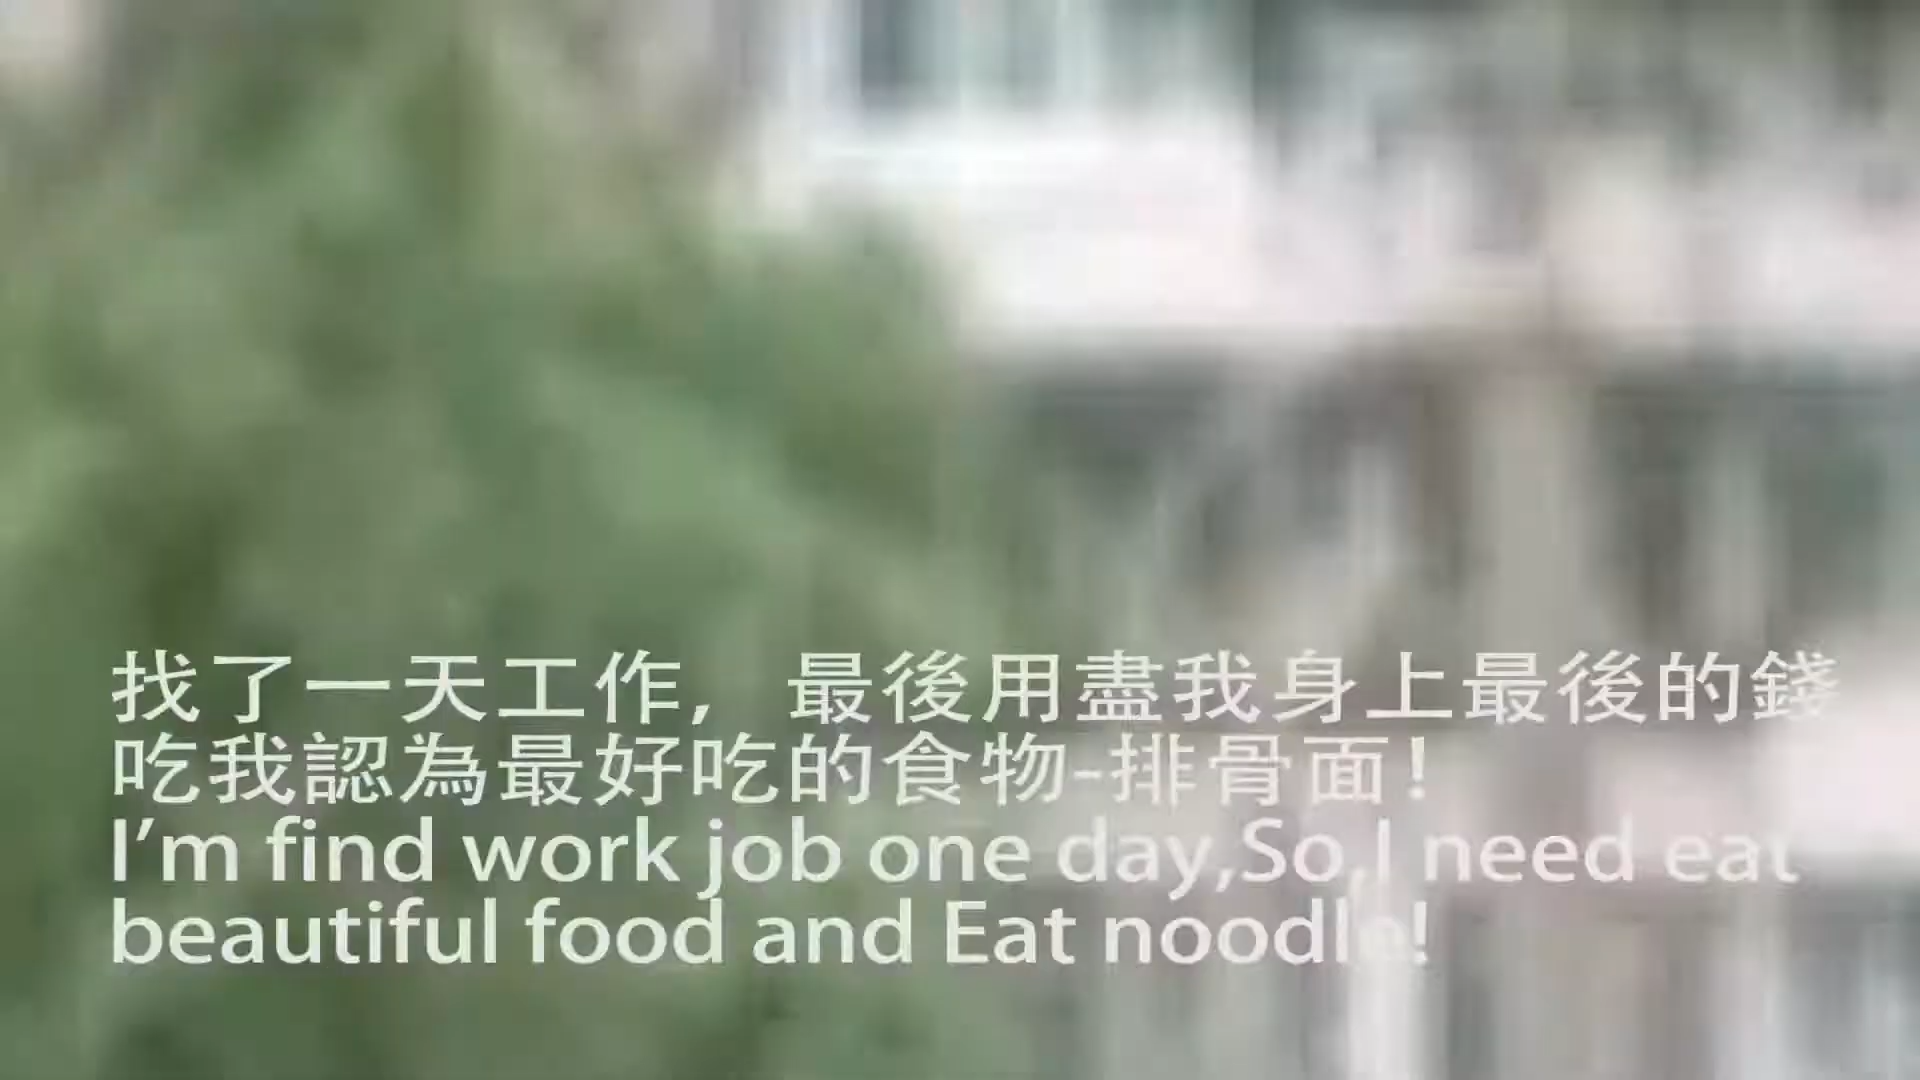 找了一天工作，最後用盡我身上最後的錢
吃我認為最好吃的食物-排骨面！
I'm find work job one day,So,I need eat
beautiful food and Eat noodle!